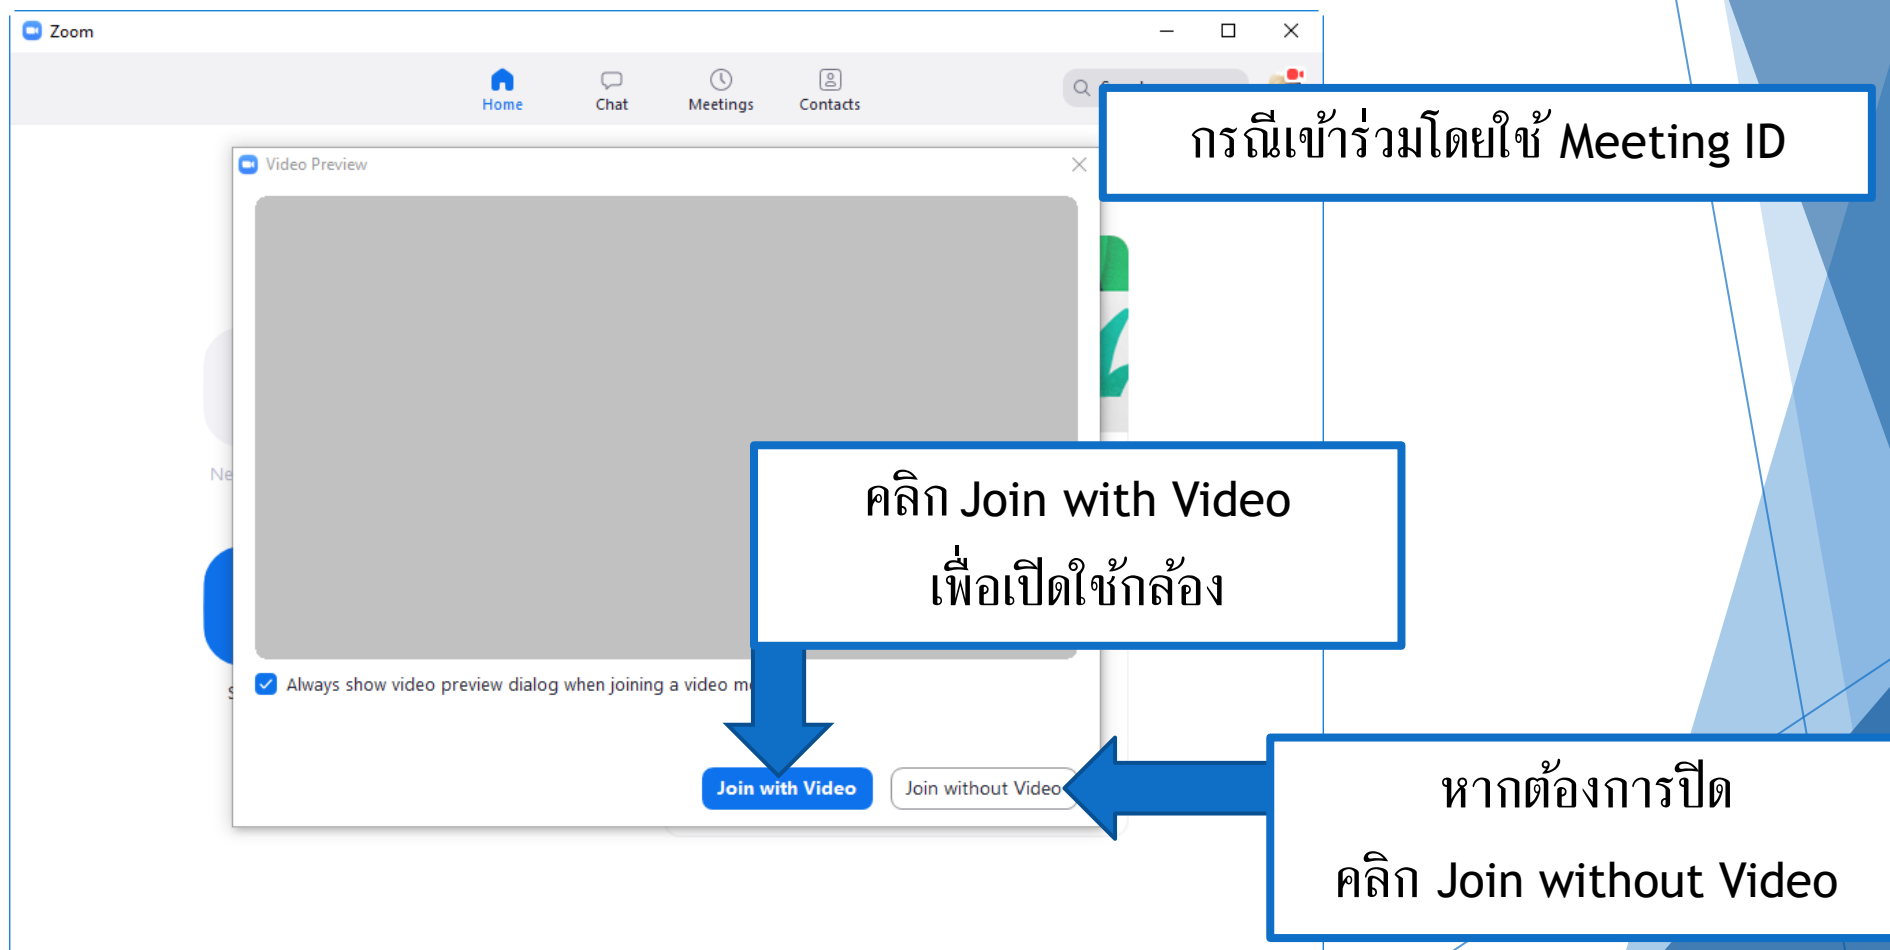 Zoom
Home
Chat
Meetings
Contacts
กรณีเข้าร่วมโดยใช้ Meeting ID
Video Preview
คลิก Join with Video
เพื่อเปิดใช้กล้อง
Always show video preview dialog when joining a video
Join with Video
Join without Video
หากต้องการปิด
คลิก Join without Video